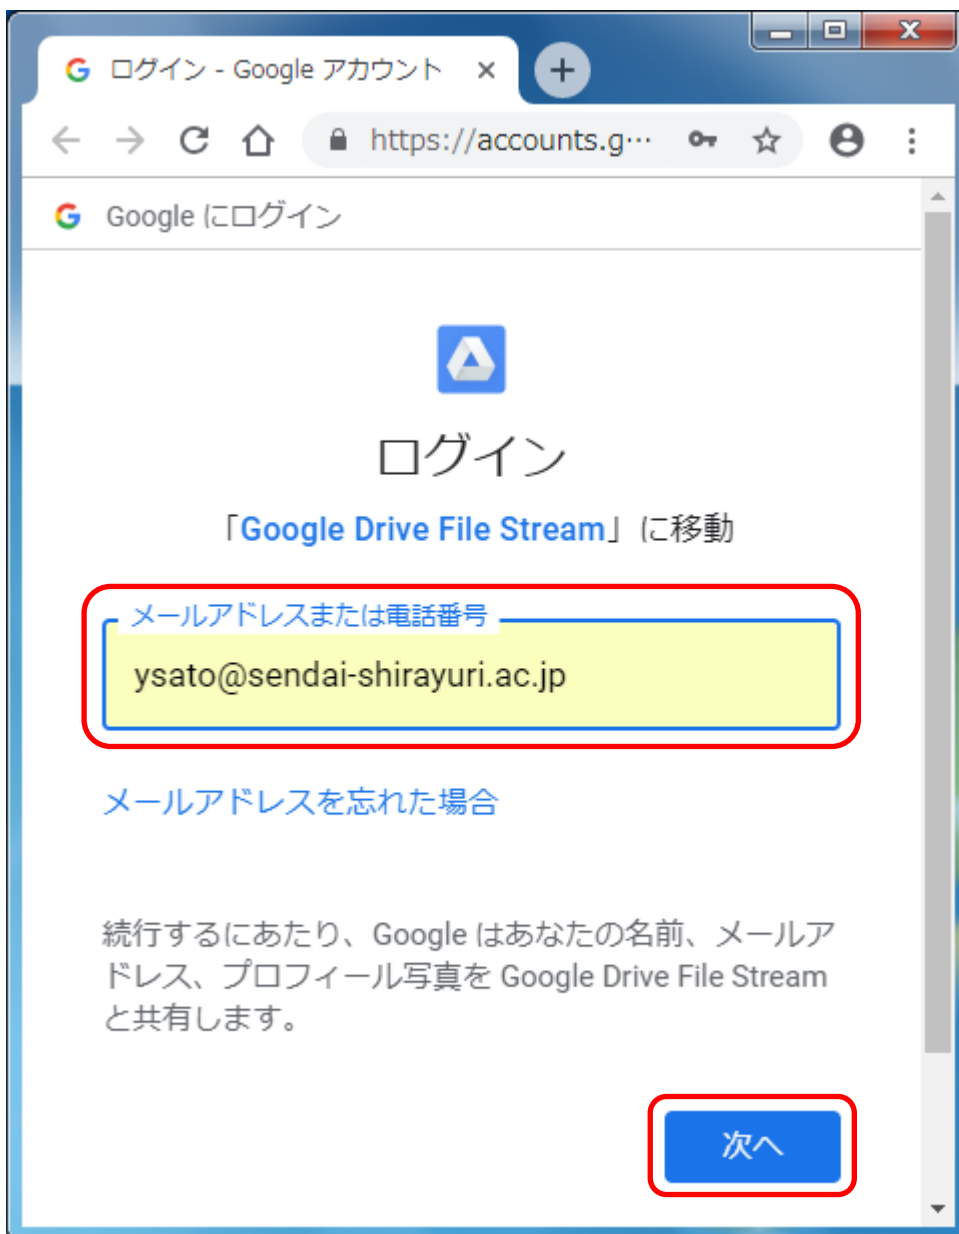 ログイン - Google アカウント
https://accounts.g…
Google にログイン
ログイン
「Google Drive File Stream」に移動
メールアドレスまたは電話番号
ysato@sendai-shirayuri.ac.jp
メールアドレスを忘れた場合
続行するにあたり、Google はあなたの名前、メールア
ドレス、プロフィール写真を Google Drive File Stream
と共有します。
次へ